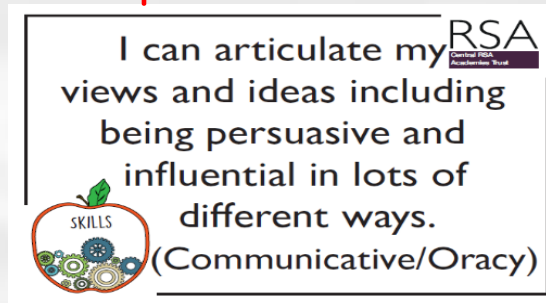 I can articulate my
RSA
Central RSA
Academies Trust
views and ideas including
being persuasive and
influential in lots of
different ways.
SKILLS
(Communicative/Oracy)